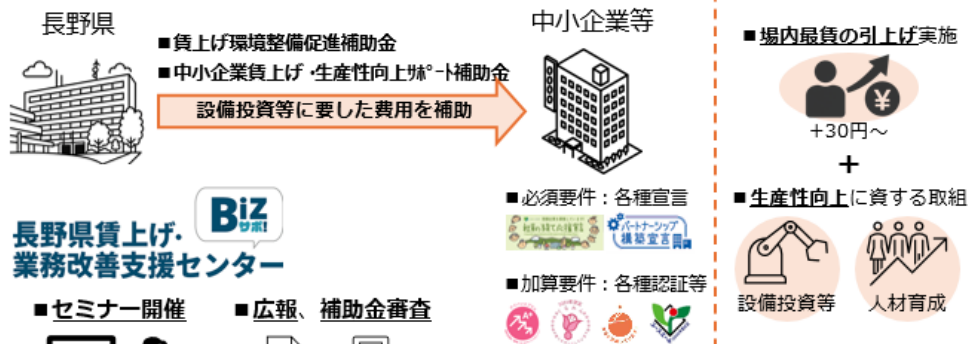 長野県
■賃上げ環境整備促進補助金
■中小企業賃上げ・生産性向上ｻﾎﾟｰﾄ補助金
設備投資等に要した費用を補助
中小企業等
■場内最賃の引上げ実施
¥
+30円～
+
■生産性向上に資する取組
設備投資等
人材育成
■必須要件：各種宣言
パートナーシップ
構築宣言
■加算要件：各種認証等
Biz
サポ!
長野県賃上げ・
業務改善支援センター
■セミナー開催
■広報、補助金審査